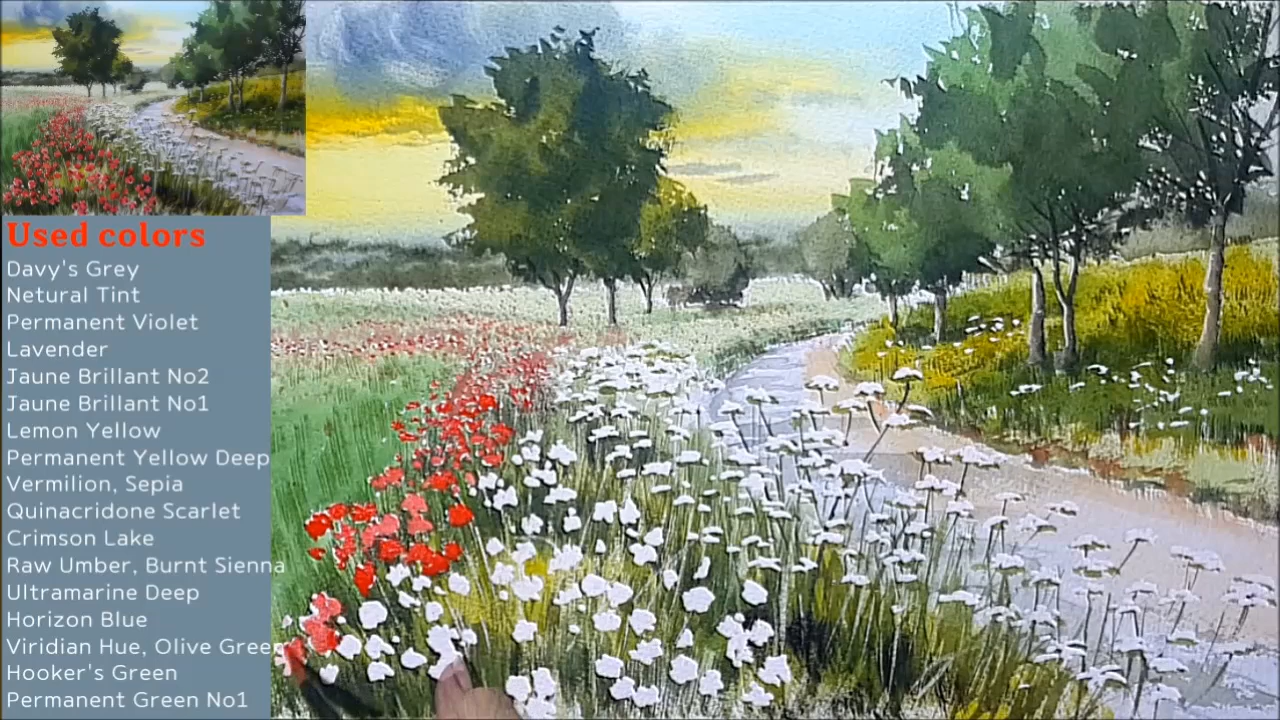 Used colors
Davy's Grey
Netural Tint
Permanent Violet
Lavender
Jaune Brillant No2
Jaune Brillant No1
Lemon Yellow
Permanent Yellow Deep
Vermilion, Sepia
Quinacridone Scarlet
Crimson Lake
Raw Umber, Burnt Sienna
Ultramarine Deep
Horizon Blue
Viridian Hue, Olive Green
Hooker's Green
Permanent Green No1